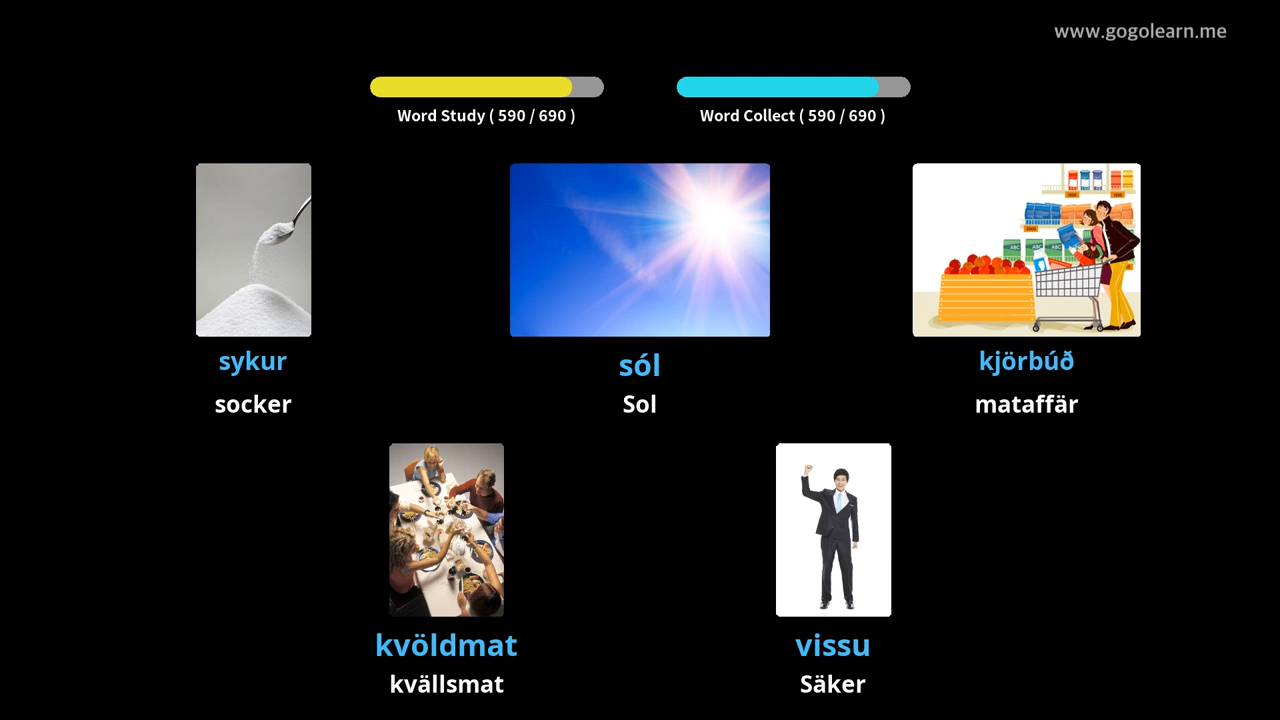 www.gogolearn.me
Word Study ( 590 / 690 )
Word Collect ( 590 / 690 )
sykur
socker
sól
Sol
kjörbúð
mataffär
kvöldmat
kvällsmat
vissu
Säker